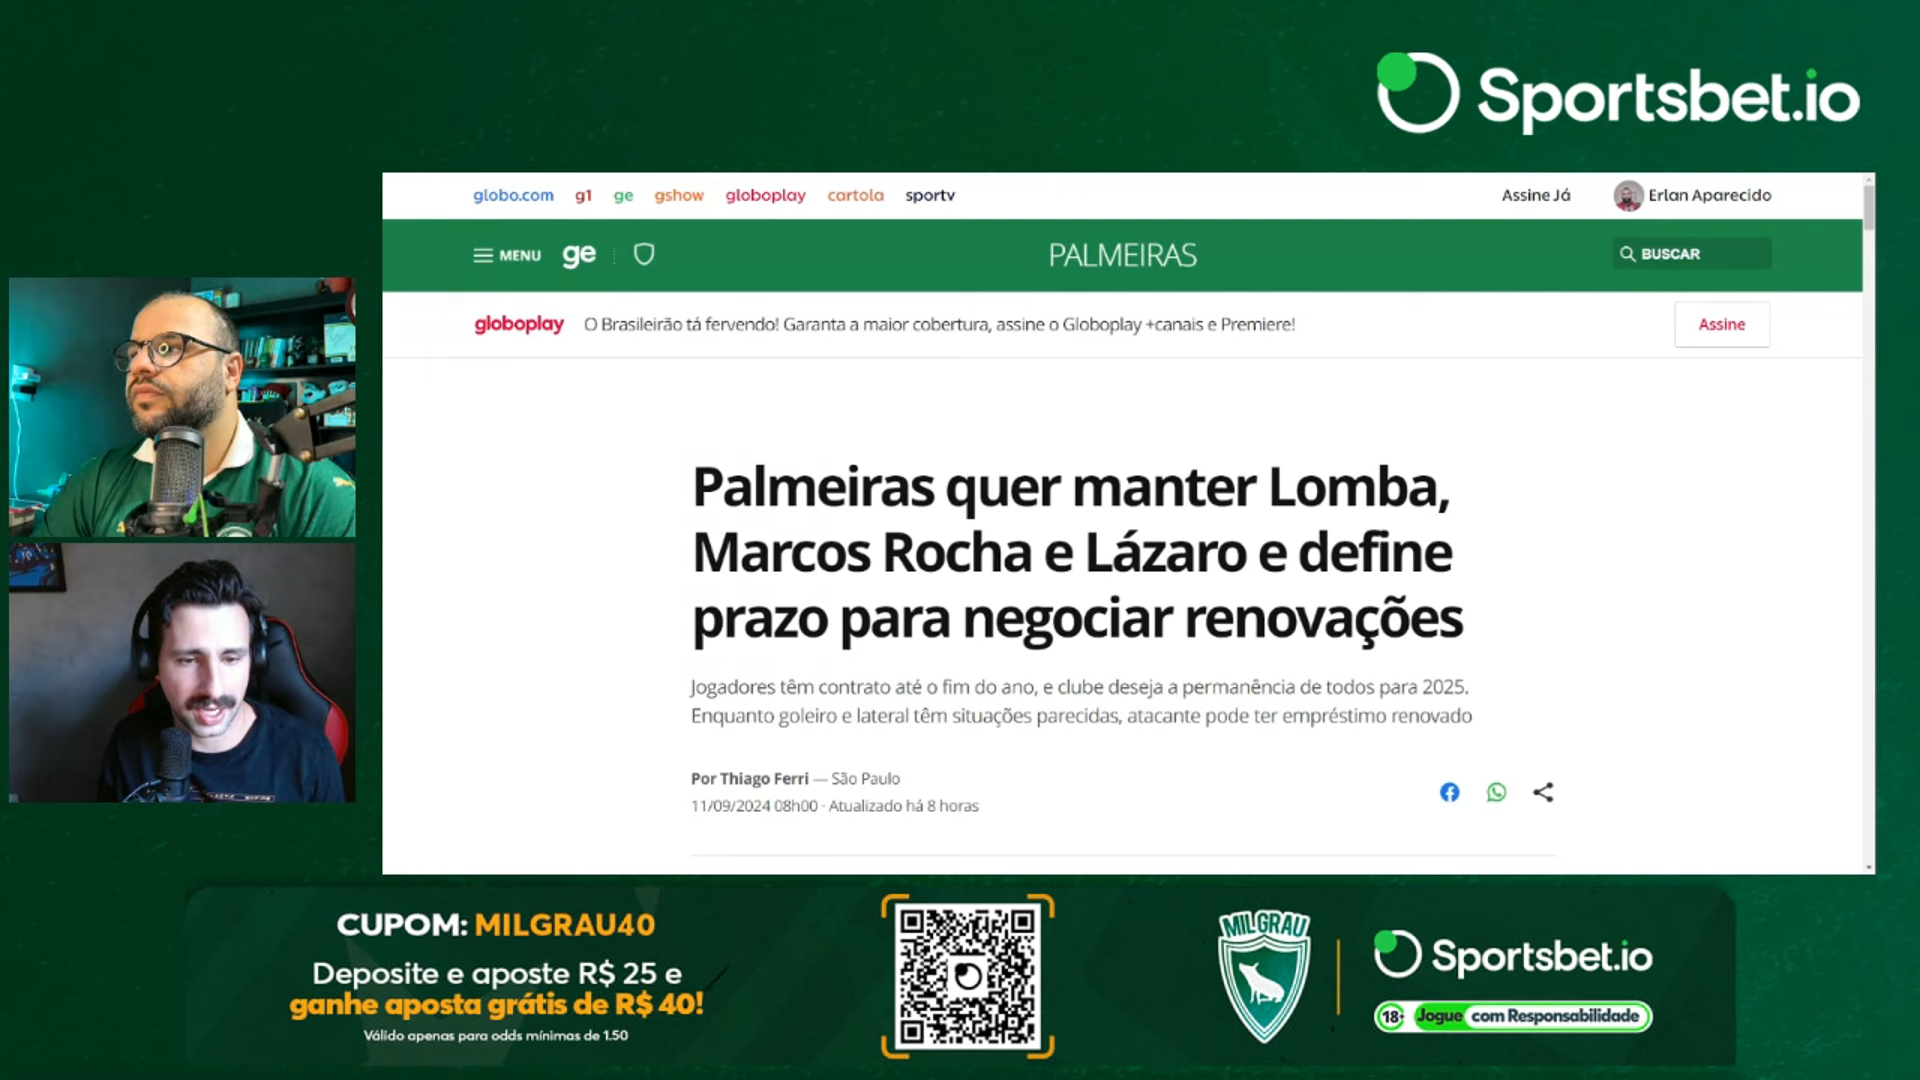 Sportsbet.io
globo.com g1 ge gshow globoplay cartola sportv
Assine Já Erlan Aparecido
MENU ge PALMEIRAS BUSCAR
globoplay O Brasileirão tá fervendo! Garanta a maior cobertura, assine o Globoplay +canais e Premiere! Assine
Palmeiras quer manter Lomba,
Marcos Rocha e Lázaro e define
prazo para negociar renovações
Jogadores têm contrato até o fim do ano, e clube deseja a permanência de todos para 2025.
Enquanto goleiro e lateral têm situações parecidas, atacante pode ter empréstimo renovado
Por Thiago Ferri — São Paulo
11/09/2024 08h00 · Atualizado há 8 horas
CUPOM: MILGRAU40
Deposite e aposte R$ 25 e
ganhe aposta grátis de R$ 40!
Válido apenas para odds mínimas de 1.50
MIL GRAU
Sportsbet.io
18+ Jogue com Responsabilidade